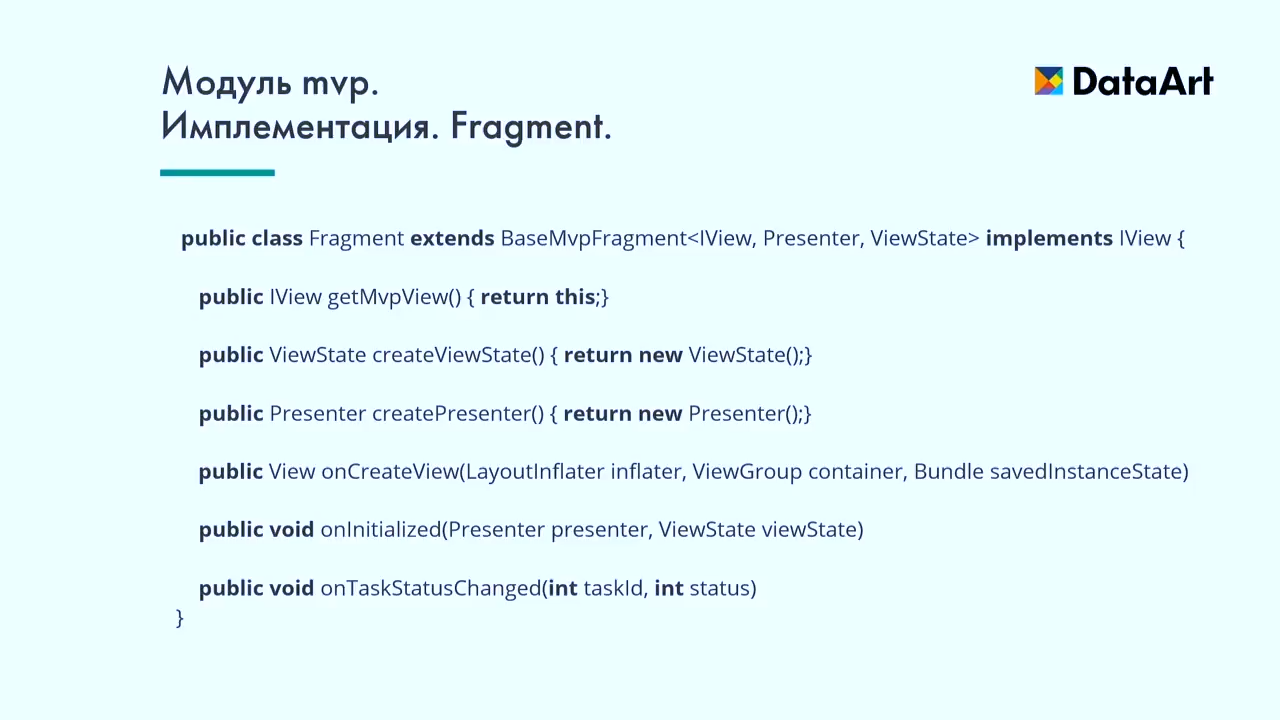 Модуль mvp.
Имплементация. Fragment.
DataArt
public class Fragment extends BaseMvpFragment<IView, Presenter, ViewState> implements IView {
public IView getMvpView() { return this;}
public ViewState createViewState() { return new ViewState();}
public Presenter createPresenter() { return new Presenter();}
public View onCreateView(LayoutInflater inflater, ViewGroup container, Bundle savedInstanceState)
public void onInitialized(Presenter presenter, ViewState viewState)
public void onTaskStatusChanged(int taskId, int status)
}